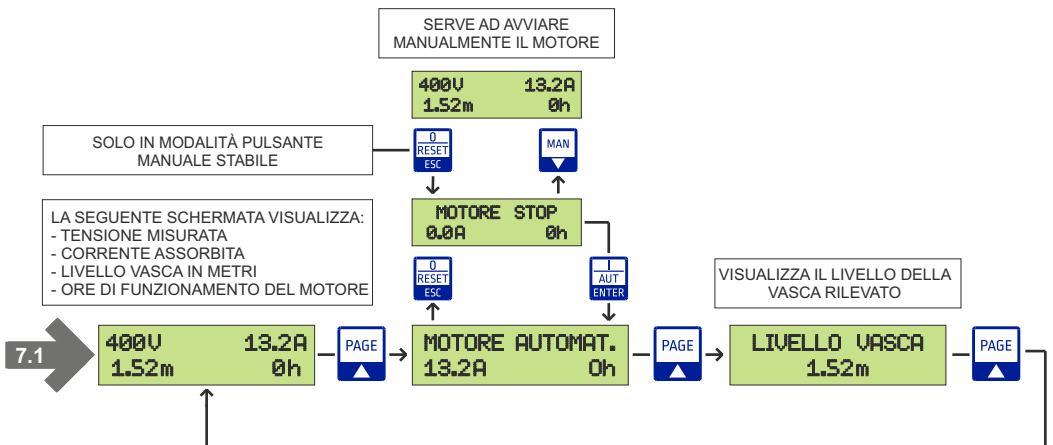 SERVE AD AVVIARE
MANUALMENTE IL MOTORE
400V 13.2A
1.52m 0h
SOLO IN MODALITÀ PULSANTE
MANUALE STABILE
0
RESET
ESC
MAN
LA SEGUENTE SCHERMATA VISUALIZZA:
- TENSIONE MISURATA
- CORRENTE ASSORBITA
- LIVELLO VASCA IN METRI
- ORE DI FUNZIONAMENTO DEL MOTORE
MOTORE STOP
0.0A 0h
0
RESET
ESC
I
AUT
ENTER
VISUALIZZA IL LIVELLO DELLA
VASCA RILEVATO
7.1
400V 13.2A
1.52m 0h
PAGE
MOTORE AUTOMAT.
13.2A 0h
PAGE
LIVELLO VASCA
1.52m
PAGE